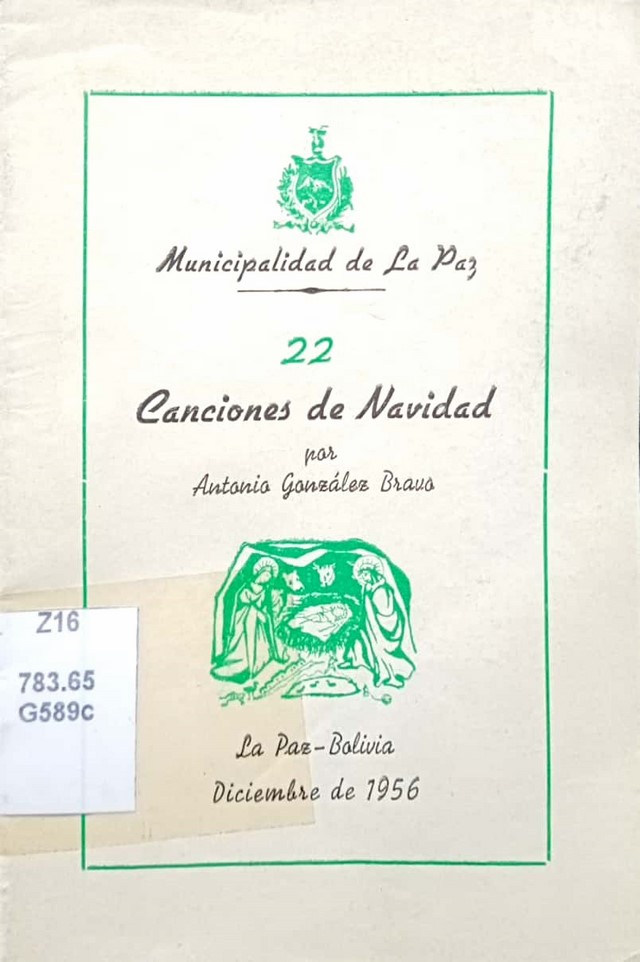 Municipalidad de La Paz
22
Canciones de Navidad
por
Antonio González Bravo
Z16
783.65
G589c
La Paz-Bolivia
Diciembre de 1956